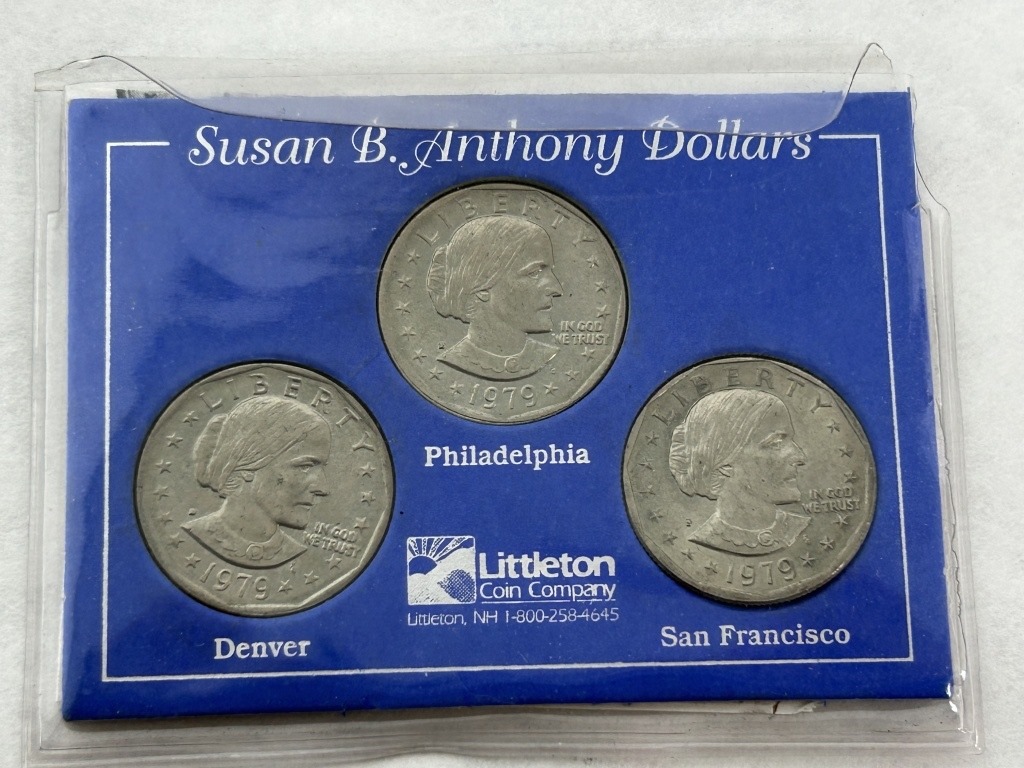 Susan B. Anthony Dollars
LIBERTY
IN GOD
WE TRUST
1979
Philadelphia
LIBERTY
IN GOD
WE TRUST
1979
Denver
LIBERTY
IN GOD
WE TRUST
1979
San Francisco
Littleton
Coin Company
Littleton, NH 1-800-258-4645